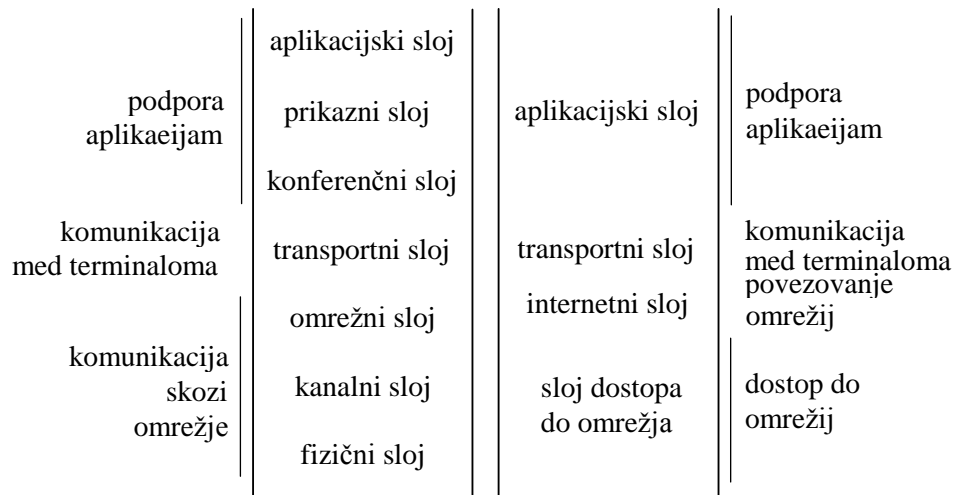 podpora
aplikaeijam
komunikacija
med terminaloma
komunikacija
skozi
omrežje
aplikacijski sloj
prikazni sloj
konferenčni sloj
transportni sloj
omrežni sloj
kanalni sloj
fizični sloj
aplikacijski sloj
transportni sloj
internetni sloj
sloj dostopa
do omrežja
podpora
aplikaeijam
komunikacija
med terminaloma
povezovanje
omrežij
dostop do
omrežij